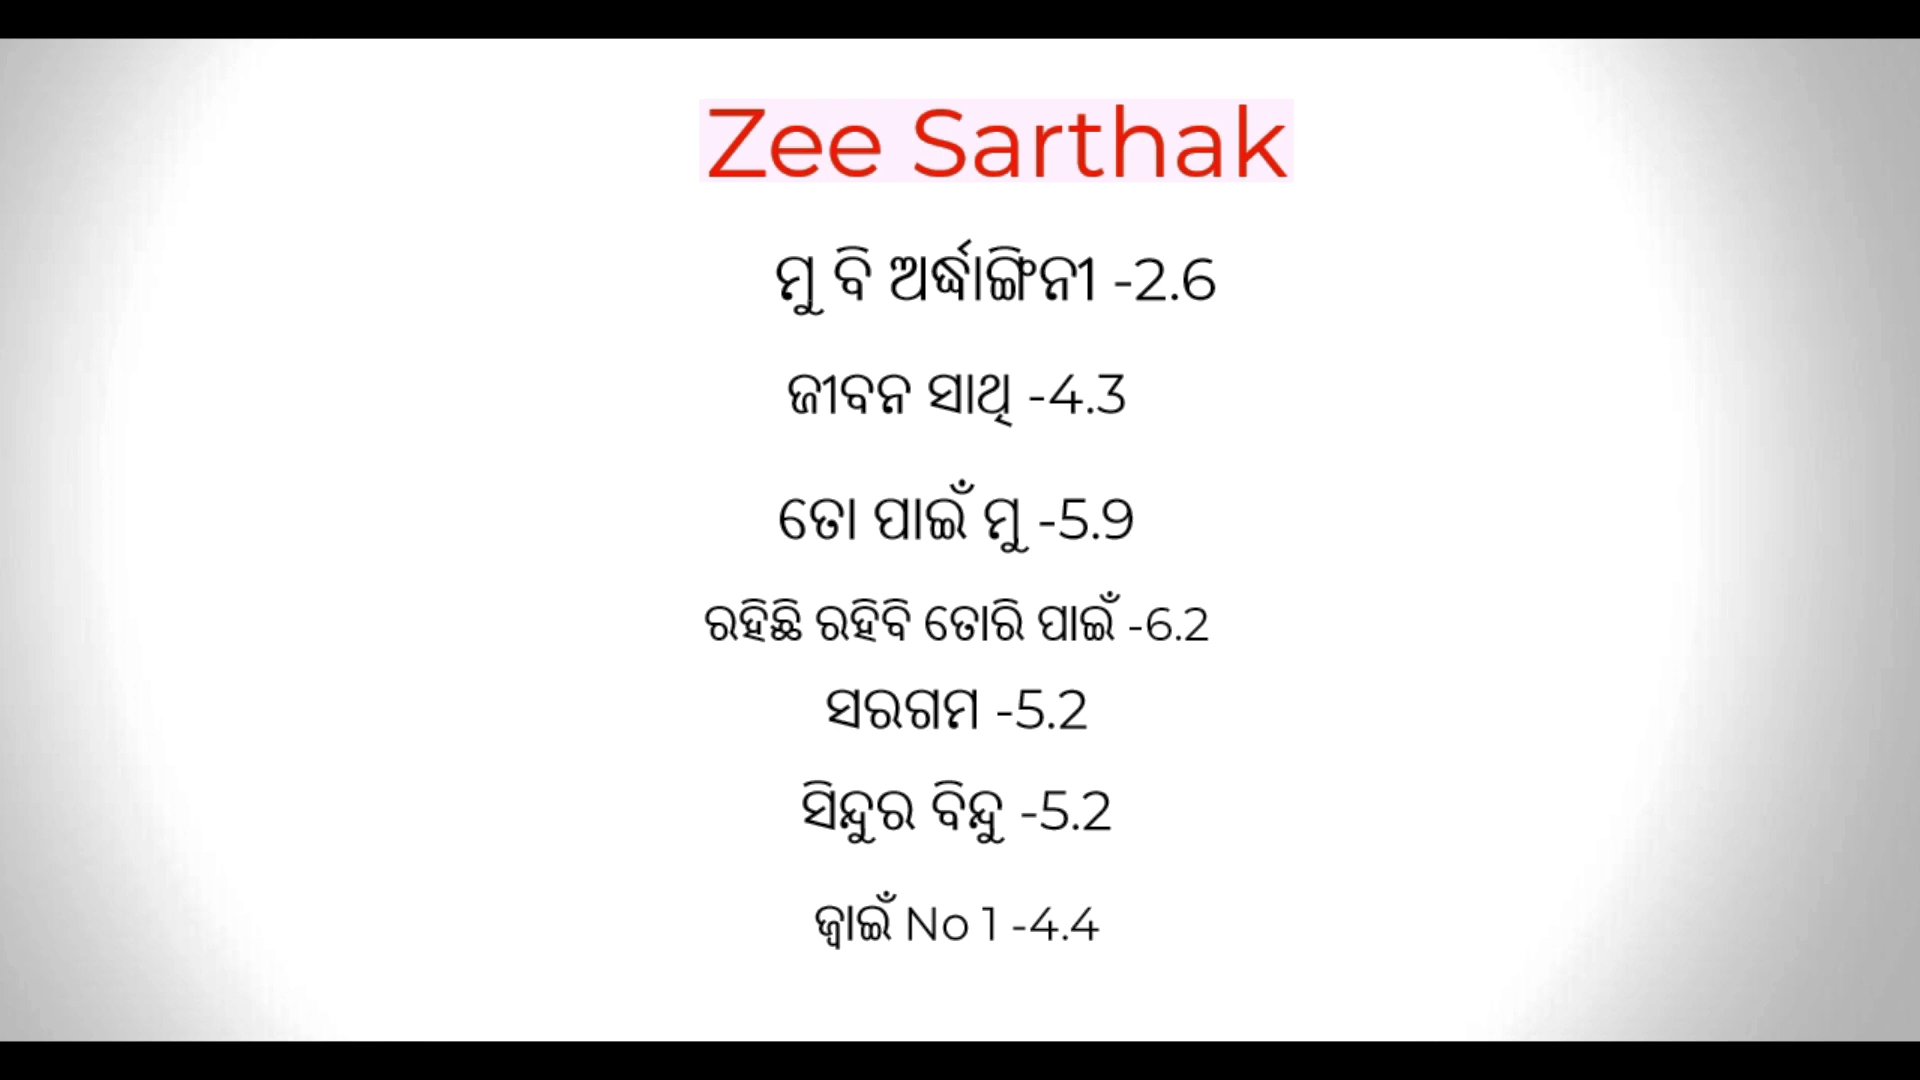 Zee Sarthak
ମୁ ବି ଅର୍ଦ୍ଧାଙ୍ଗିନୀ -2.6
ଜୀବନ ସାଥି -4.3
ତୋ ପାଇଁ ମୁ -5.9
ରହିଛି ରହିବି ତୋରି ପାଇଁ -6.2
ସରଗମ -5.2
ସିନ୍ଦୁର ବିନ୍ଦୁ -5.2
ଜ୍ୱାଇଁ No 1 -4.4